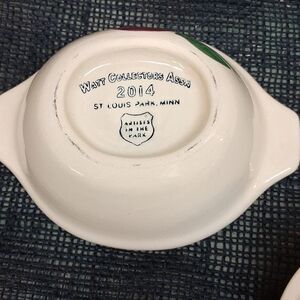 WATT COLLECTORS ASSN
2014
ST. LOUIS PARK, MINN
ARTISTS
IN THE
PARK